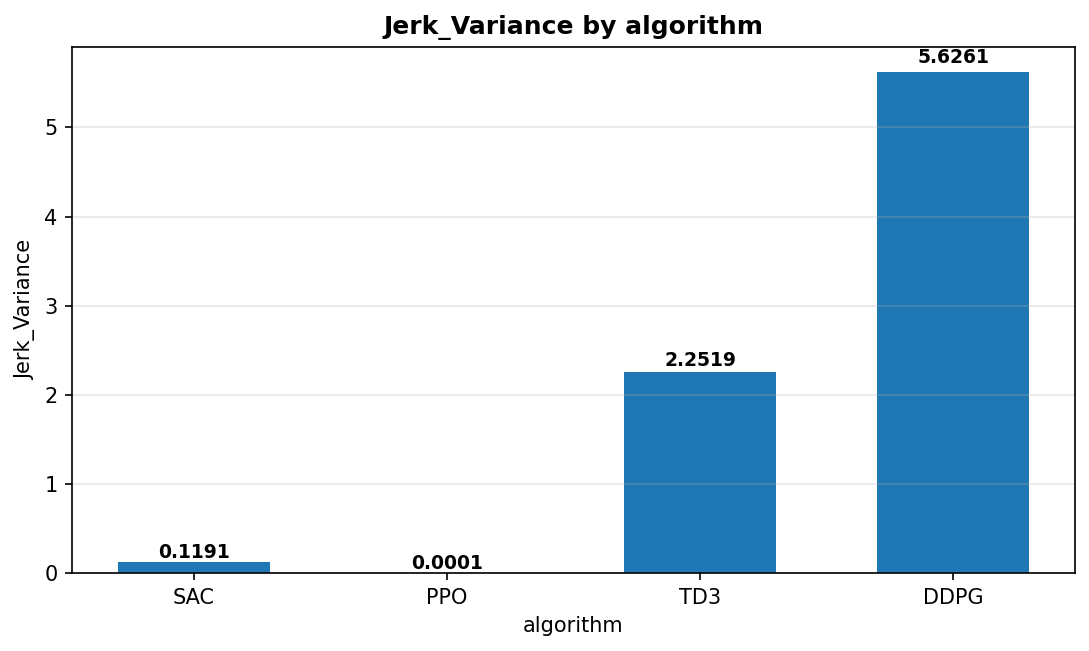 Jerk_Variance by algorithm
Jerk_Variance
5
4
3
2
1
0
0.1191
0.0001
2.2519
5.6261
SAC
PPO
TD3
DDPG
algorithm